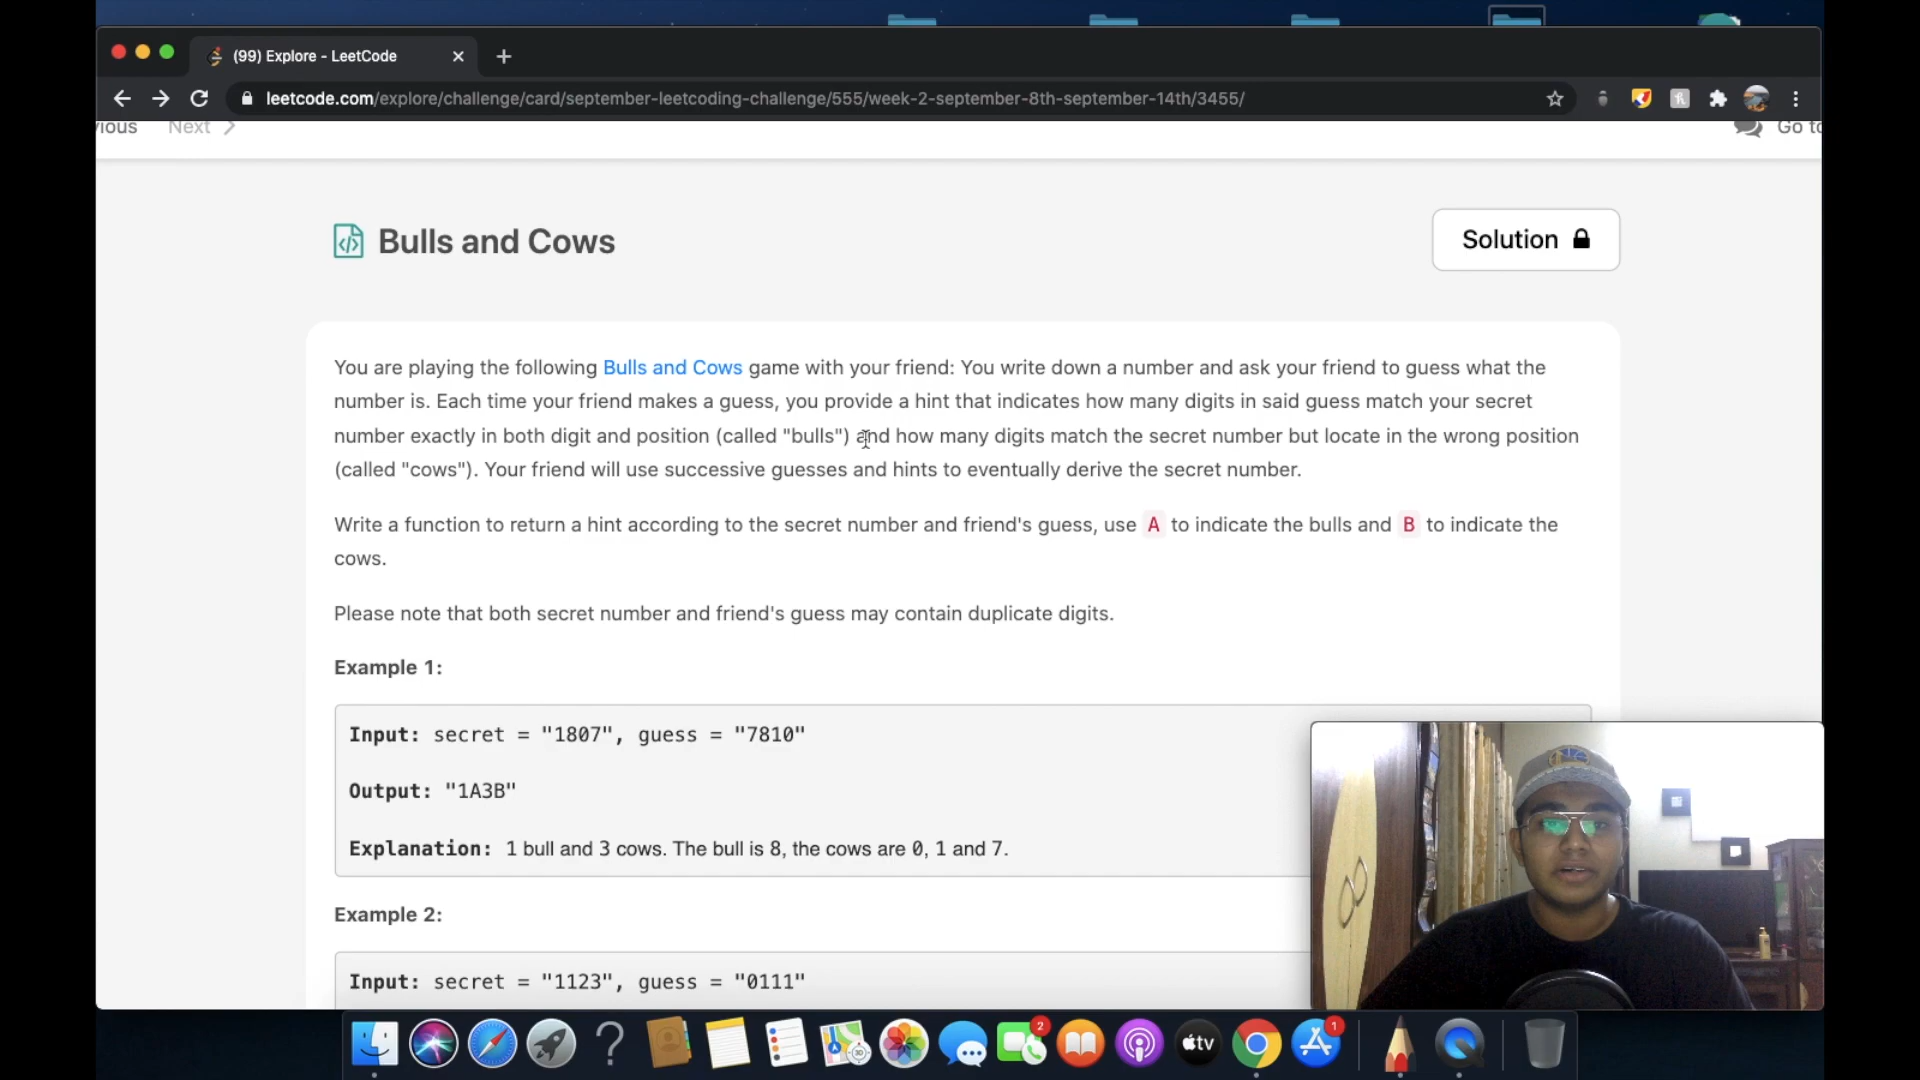 (99) Explore - LeetCode
leetcode.com/explore/challenge/card/september-leetcoding-challenge/555/week-2-september-8th-september-14th/3455/
ious Next Go to
Bulls and Cows
Solution
You are playing the following Bulls and Cows game with your friend: You write down a number and ask your friend to guess what the
number is. Each time your friend makes a guess, you provide a hint that indicates how many digits in said guess match your secret
number exactly in both digit and position (called "bulls") and how many digits match the secret number but locate in the wrong position
(called "cows"). Your friend will use successive guesses and hints to eventually derive the secret number.
Write a function to return a hint according to the secret number and friend's guess, use A to indicate the bulls and B to indicate the
cows.
Please note that both secret number and friend's guess may contain duplicate digits.
Example 1:
Input: secret = "1807", guess = "7810"
Output: "1A3B"
Explanation: 1 bull and 3 cows. The bull is 8, the cows are 0, 1 and 7.
Example 2:
Input: secret = "1123", guess = "0111"
2
tv
1